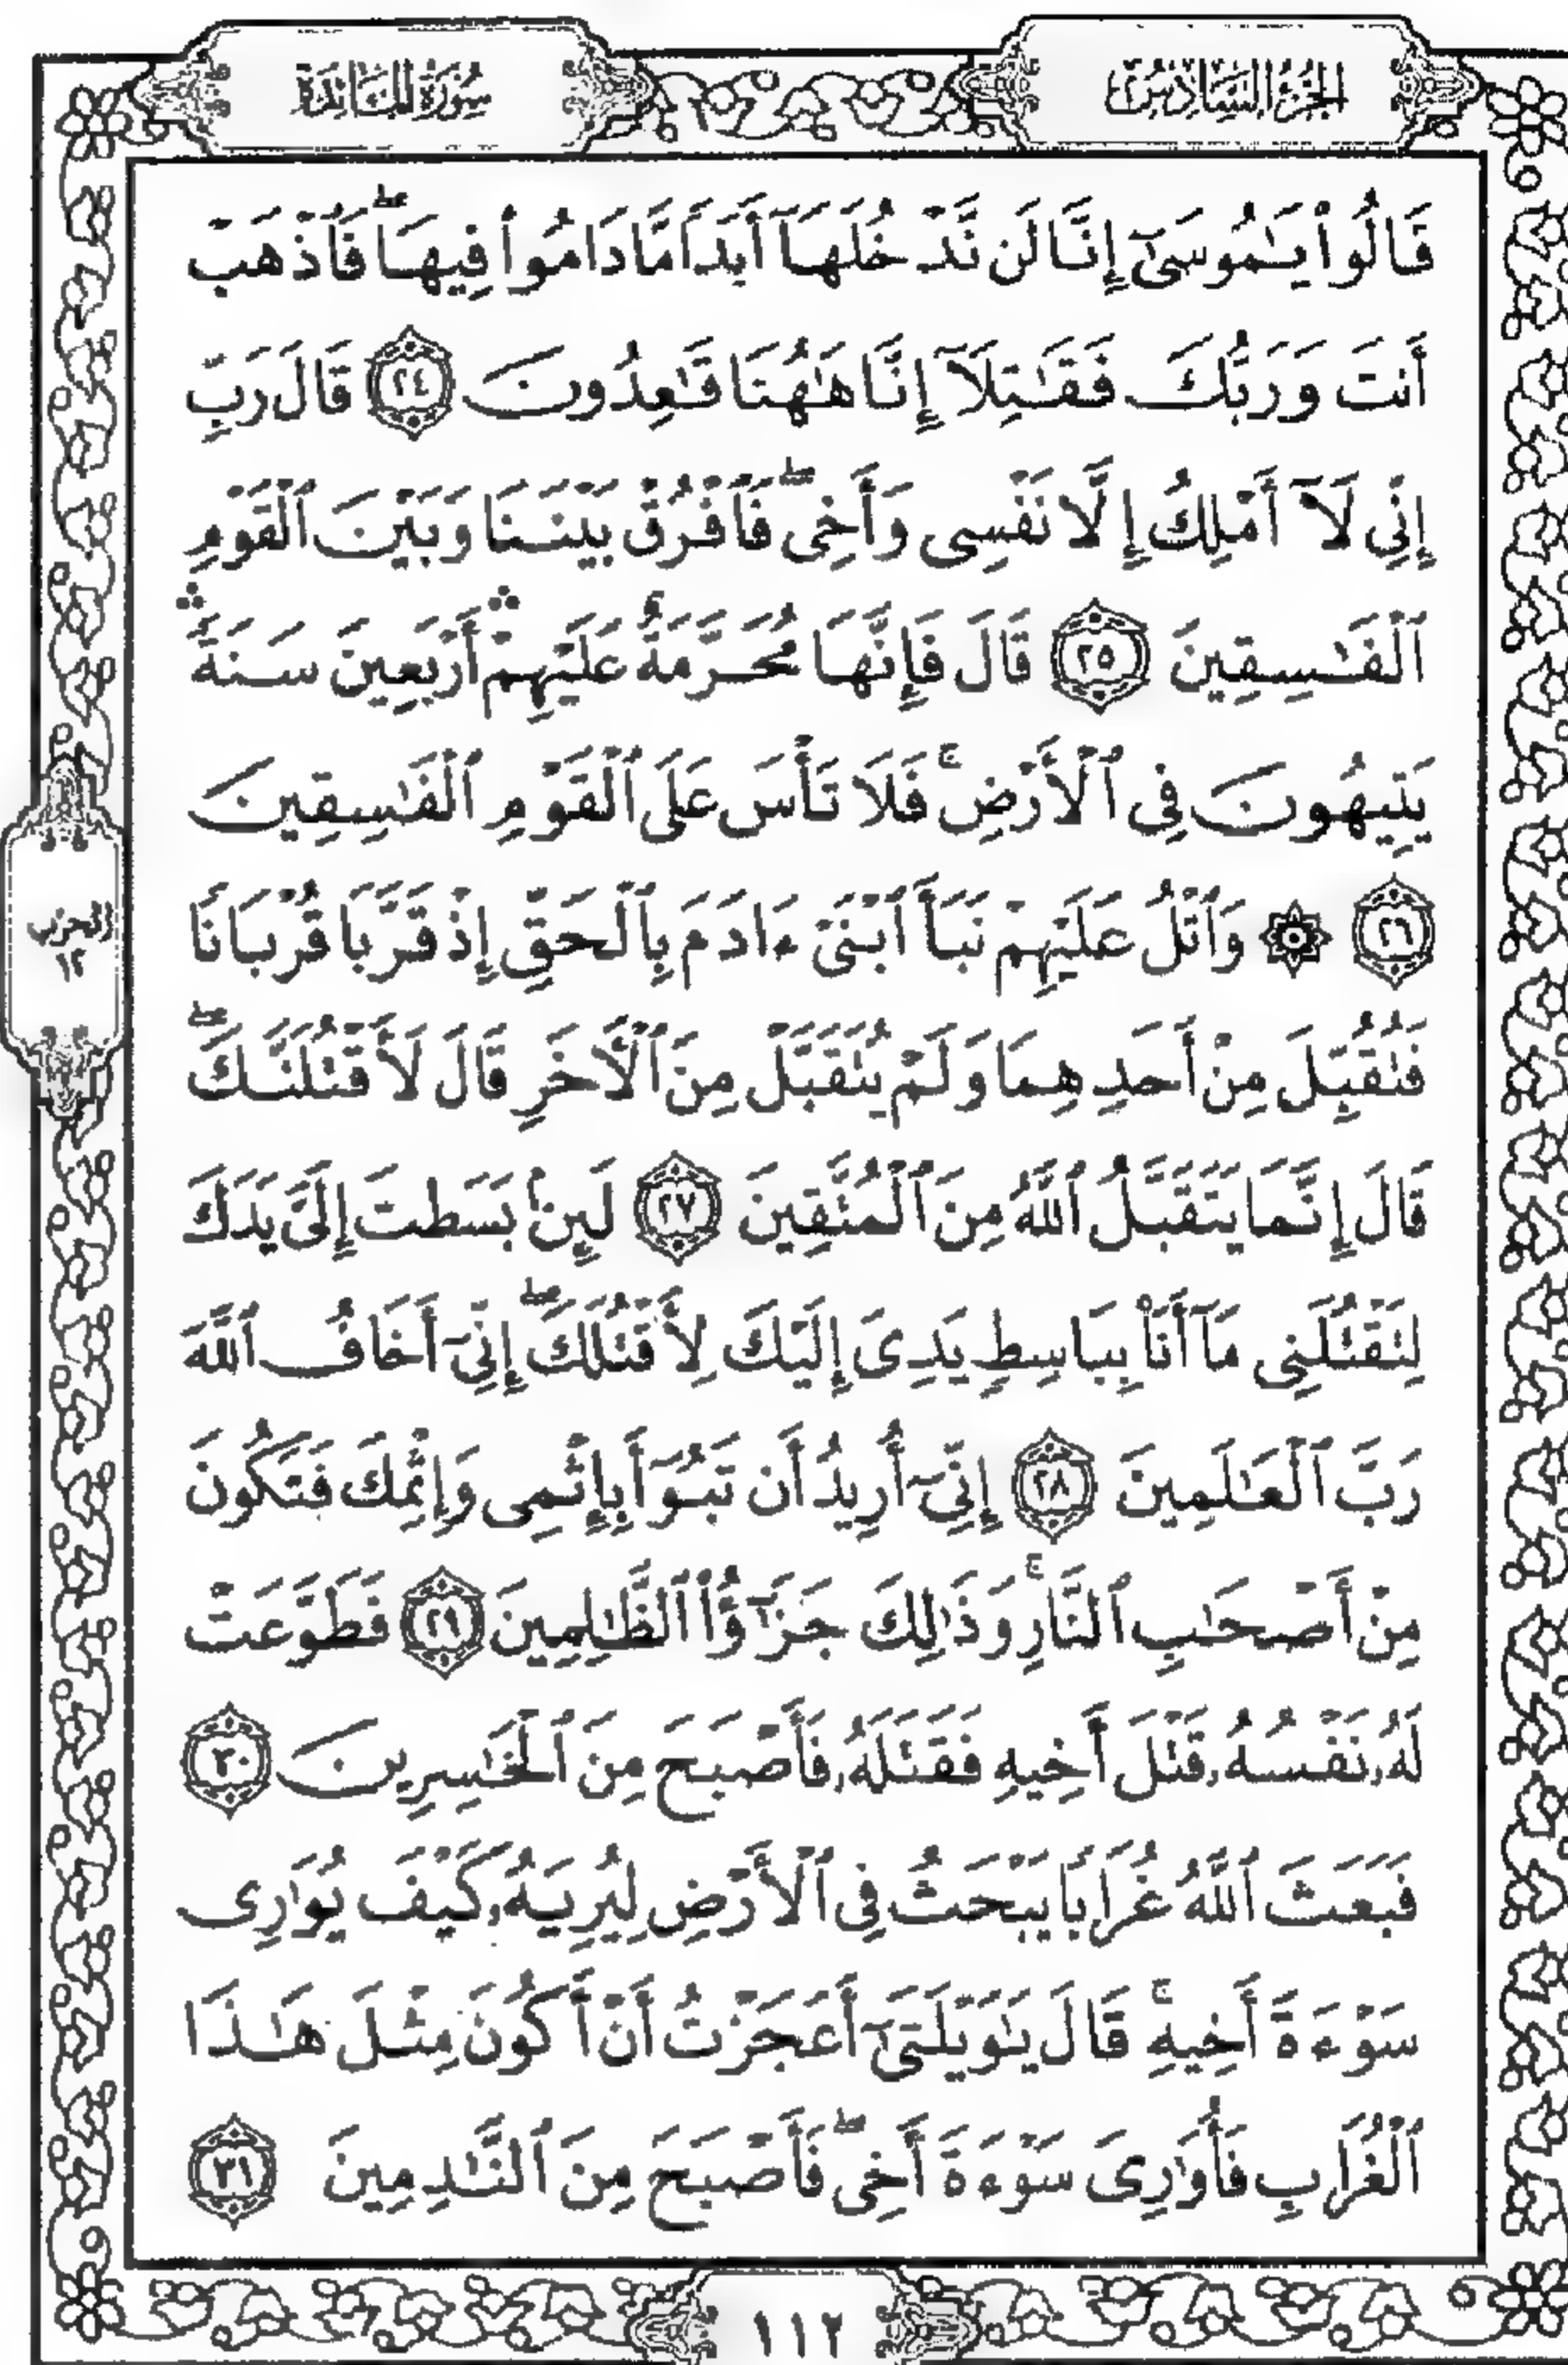 الجزء السادس
سورة المائدة
قَالُوا۟ يَـٰمُوسَىٰٓ إِنَّا لَن نَّدْخُلَهَآ أَبَدًا مَّا دَامُوا۟ فِيهَا ۖ فَٱذْهَبْ
أَنتَ وَرَبُّكَ فَقَـٰتِلَآ إِنَّا هَـٰهُنَا قَـٰعِدُونَ ٢٤ قَالَ رَبِّ
إِنِّى لَآ أَمْلِكُ إِلَّا نَفْسِى وَأَخِى ۖ فَٱفْرُقْ بَيْنَنَا وَبَيْنَ ٱلْقَوْمِ
ٱلْفَـٰسِقِينَ ٢٥ قَالَ فَإِنَّهَا مُحَرَّمَةٌ عَلَيْهِمْ ۛ أَرْبَعِينَ سَنَةً ۛ
يَتِيهُونَ فِى ٱلْأَرْضِ ۚ فَلَا تَأْسَ عَلَى ٱلْقَوْمِ ٱلْفَـٰسِقِينَ
٢٦ ۞ وَٱتْلُ عَلَيْهِمْ نَبَأَ ٱبْنَىْ ءَادَمَ بِٱلْحَقِّ إِذْ قَرَّبَا قُرْبَانًا
فَتُقُبِّلَ مِنْ أَحَدِهِمَا وَلَمْ يُتَقَبَّلْ مِنَ ٱلْـَٔاخَرِ قَالَ لَأَقْتُلَنَّكَ ۖ
قَالَ إِنَّمَا يَتَقَبَّلُ ٱللَّهُ مِنَ ٱلْمُتَّقِينَ ٢٧ لَئِنۢ بَسَطتَ إِلَىَّ يَدَكَ
لِتَقْتُلَنِى مَآ أَنَا۠ بِبَاسِطٍ يَدِىَ إِلَيْكَ لِأَقْتُلَكَ ۖ إِنِّىٓ أَخَافُ ٱللَّهَ
رَبَّ ٱلْعَـٰلَمِينَ ٢٨ إِنِّىٓ أُرِيدُ أَن تَبُوٓأَ بِإِثْمِى وَإِثْمِكَ فَتَكُونَ
مِنْ أَصْحَـٰبِ ٱلنَّارِ ۚ وَذَٰلِكَ جَزَٰٓؤُا۟ ٱلظَّـٰلِمِينَ ٢٩ فَطَوَّعَتْ
لَهُۥ نَفْسُهُۥ قَتْلَ أَخِيهِ فَقَتَلَهُۥ فَأَصْبَحَ مِنَ ٱلْخَـٰسِرِينَ ٣٠
فَبَعَثَ ٱللَّهُ غُرَابًا يَبْحَثُ فِى ٱلْأَرْضِ لِيُرِيَهُۥ كَيْفَ يُوَٰرِى
سَوْءَةَ أَخِيهِ ۚ قَالَ يَـٰوَيْلَتَىٰٓ أَعَجَزْتُ أَنْ أَكُونَ مِثْلَ هَـٰذَا
ٱلْغُرَابِ فَأُوَٰرِىَ سَوْءَةَ أَخِى ۖ فَأَصْبَحَ مِنَ ٱلنَّـٰدِمِينَ ٣١
الحزب
١٢
١١٢